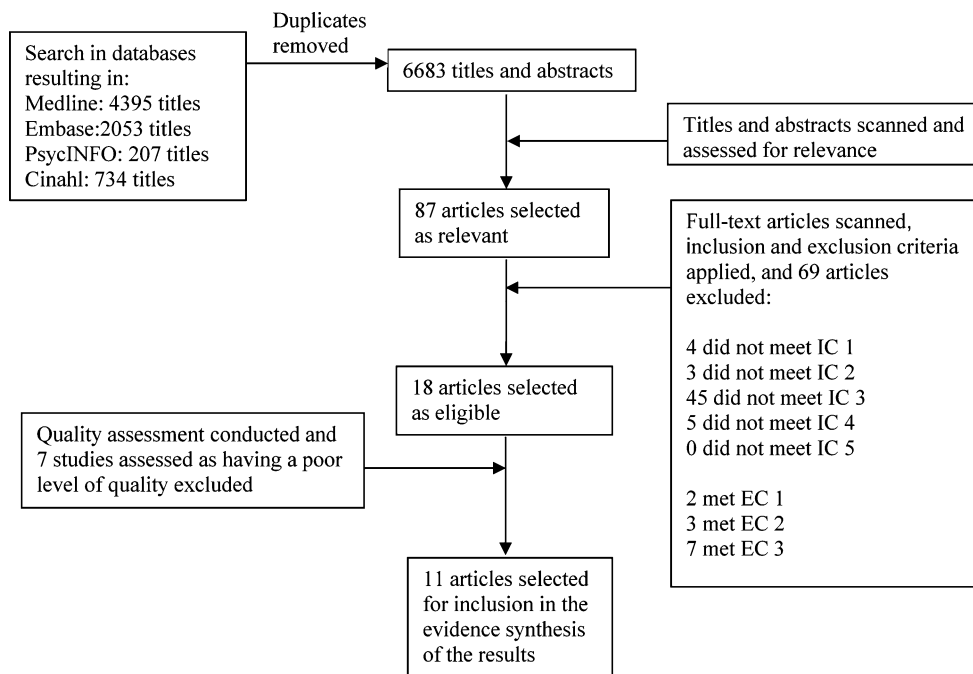 Search in databases
resulting in:
Medline: 4395 titles
Embase:2053 titles
PsycINFO: 207 titles
Cinahl: 734 titles
Duplicates
removed
6683 titles and abstracts
Titles and abstracts scanned and
assessed for relevance
87 articles selected
as relevant
Full-text articles scanned,
inclusion and exclusion criteria
applied, and 69 articles
excluded:
4 did not meet IC 1
3 did not meet IC 2
45 did not meet IC 3
5 did not meet IC 4
0 did not meet IC 5
2 met EC 1
3 met EC 2
7 met EC 3
18 articles selected
as eligible
Quality assessment conducted and
7 studies assessed as having a poor
level of quality excluded
11 articles selected
for inclusion in the
evidence synthesis
of the results